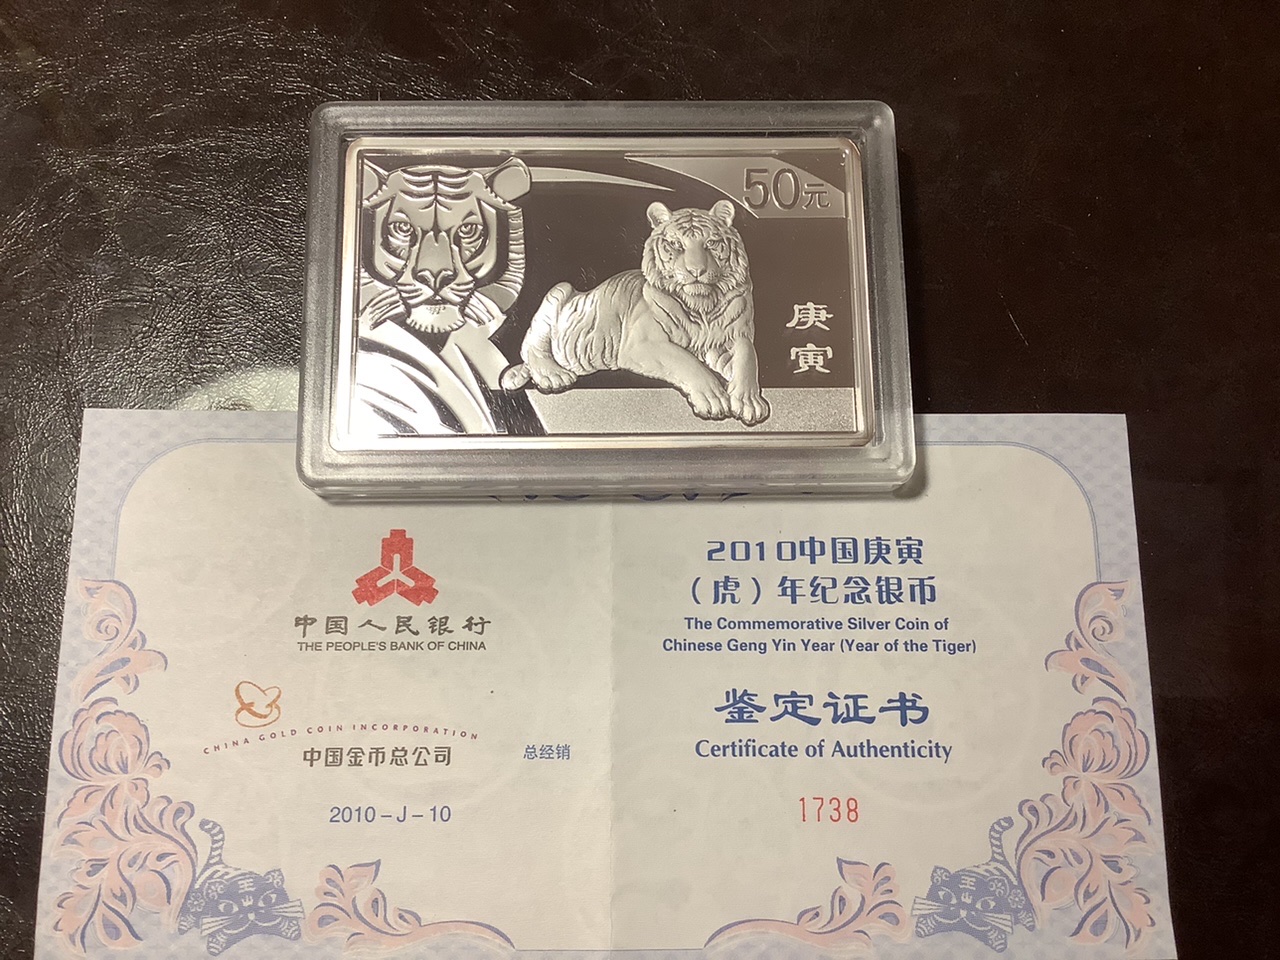 50元
庚
寅
中国人民银行
THE PEOPLE'S BANK OF CHINA
CHINA GOLD COIN INCORPORATION
中国金币总公司
总经销
2010-J-10
2010中国庚寅
(虎)年纪念银币
The Commemorative Silver Coin of
Chinese Geng Yin Year (Year of the Tiger)
鉴定证书
Certificate of Authenticity
1738
王
王